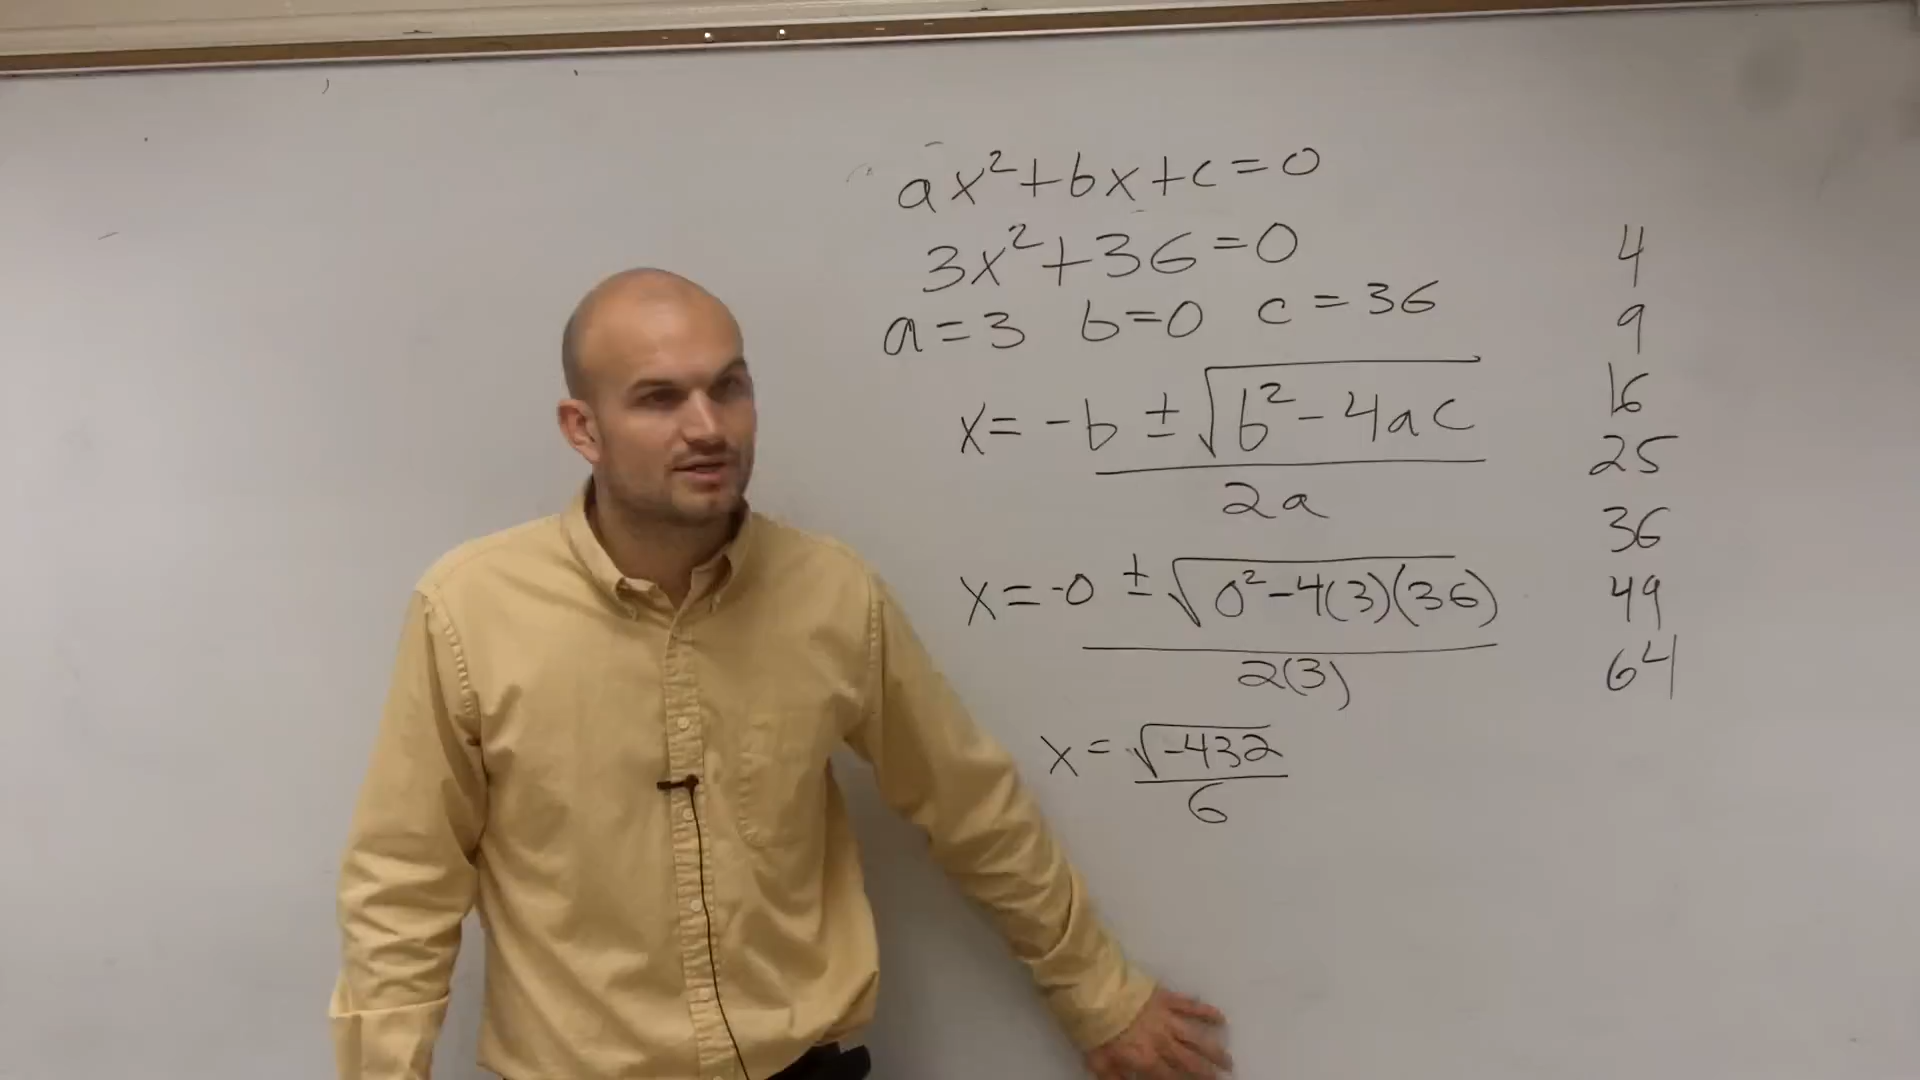 ax²+bx+c=0
3x²+36=0
a=3 b=0 c=36
x= -b ± √b²-4ac
2a
x=-0 ± √0²-4(3)(36)
2(3)
x = √-432
6
4
9
16
25
36
49
64